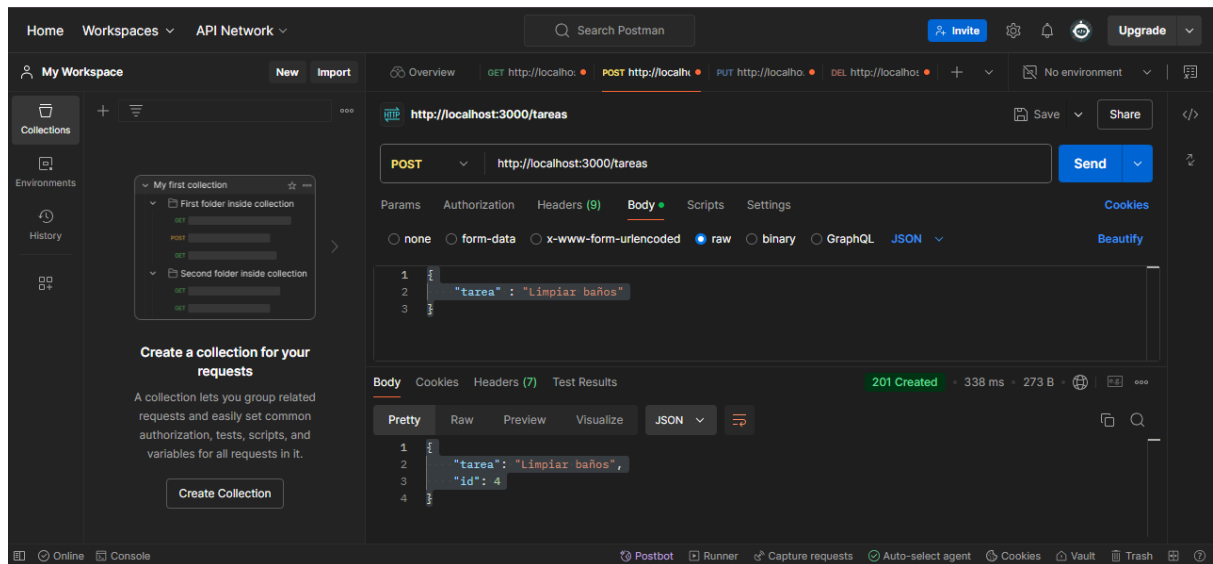 Home Workspaces API Network Search Postman Invite Upgrade
My Workspace New Import Overview GET http://localho: POST http://localh PUT http://localho. DEL http://localhos No environment
Collections
Environments
History
My first collection
First folder inside collection
GET
POST
GET
Second folder inside collection
GET
GET
Create a collection for your
requests
A collection lets you group related
requests and easily set common
authorization, tests, scripts, and
variables for all requests in it.
Create Collection
HTTP http://localhost:3000/tareas Save Share
POST http://localhost:3000/tareas Send
Params Authorization Headers (9) Body Scripts Settings Cookies
none form-data x-www-form-urlencoded raw binary GraphQL JSON Beautify
1 {
2 "tarea" : "Limpiar baños"
3 }
Body Cookies Headers (7) Test Results 201 Created 338 ms 273 B
Pretty Raw Preview Visualize JSON
1 {
2 "tarea": "Limpiar baños",
3 "id": 4
4 }
Online Console Postbot Runner Capture requests Auto-select agent Cookies Vault Trash